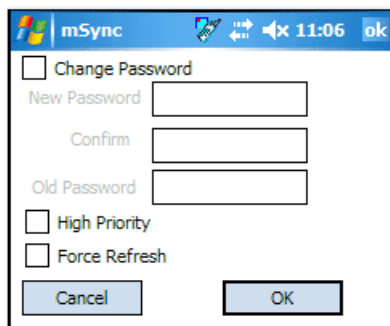 mSync 11:06 ok
Change Password
New Password
Confirm
Old Password
High Priority
Force Refresh
Cancel OK